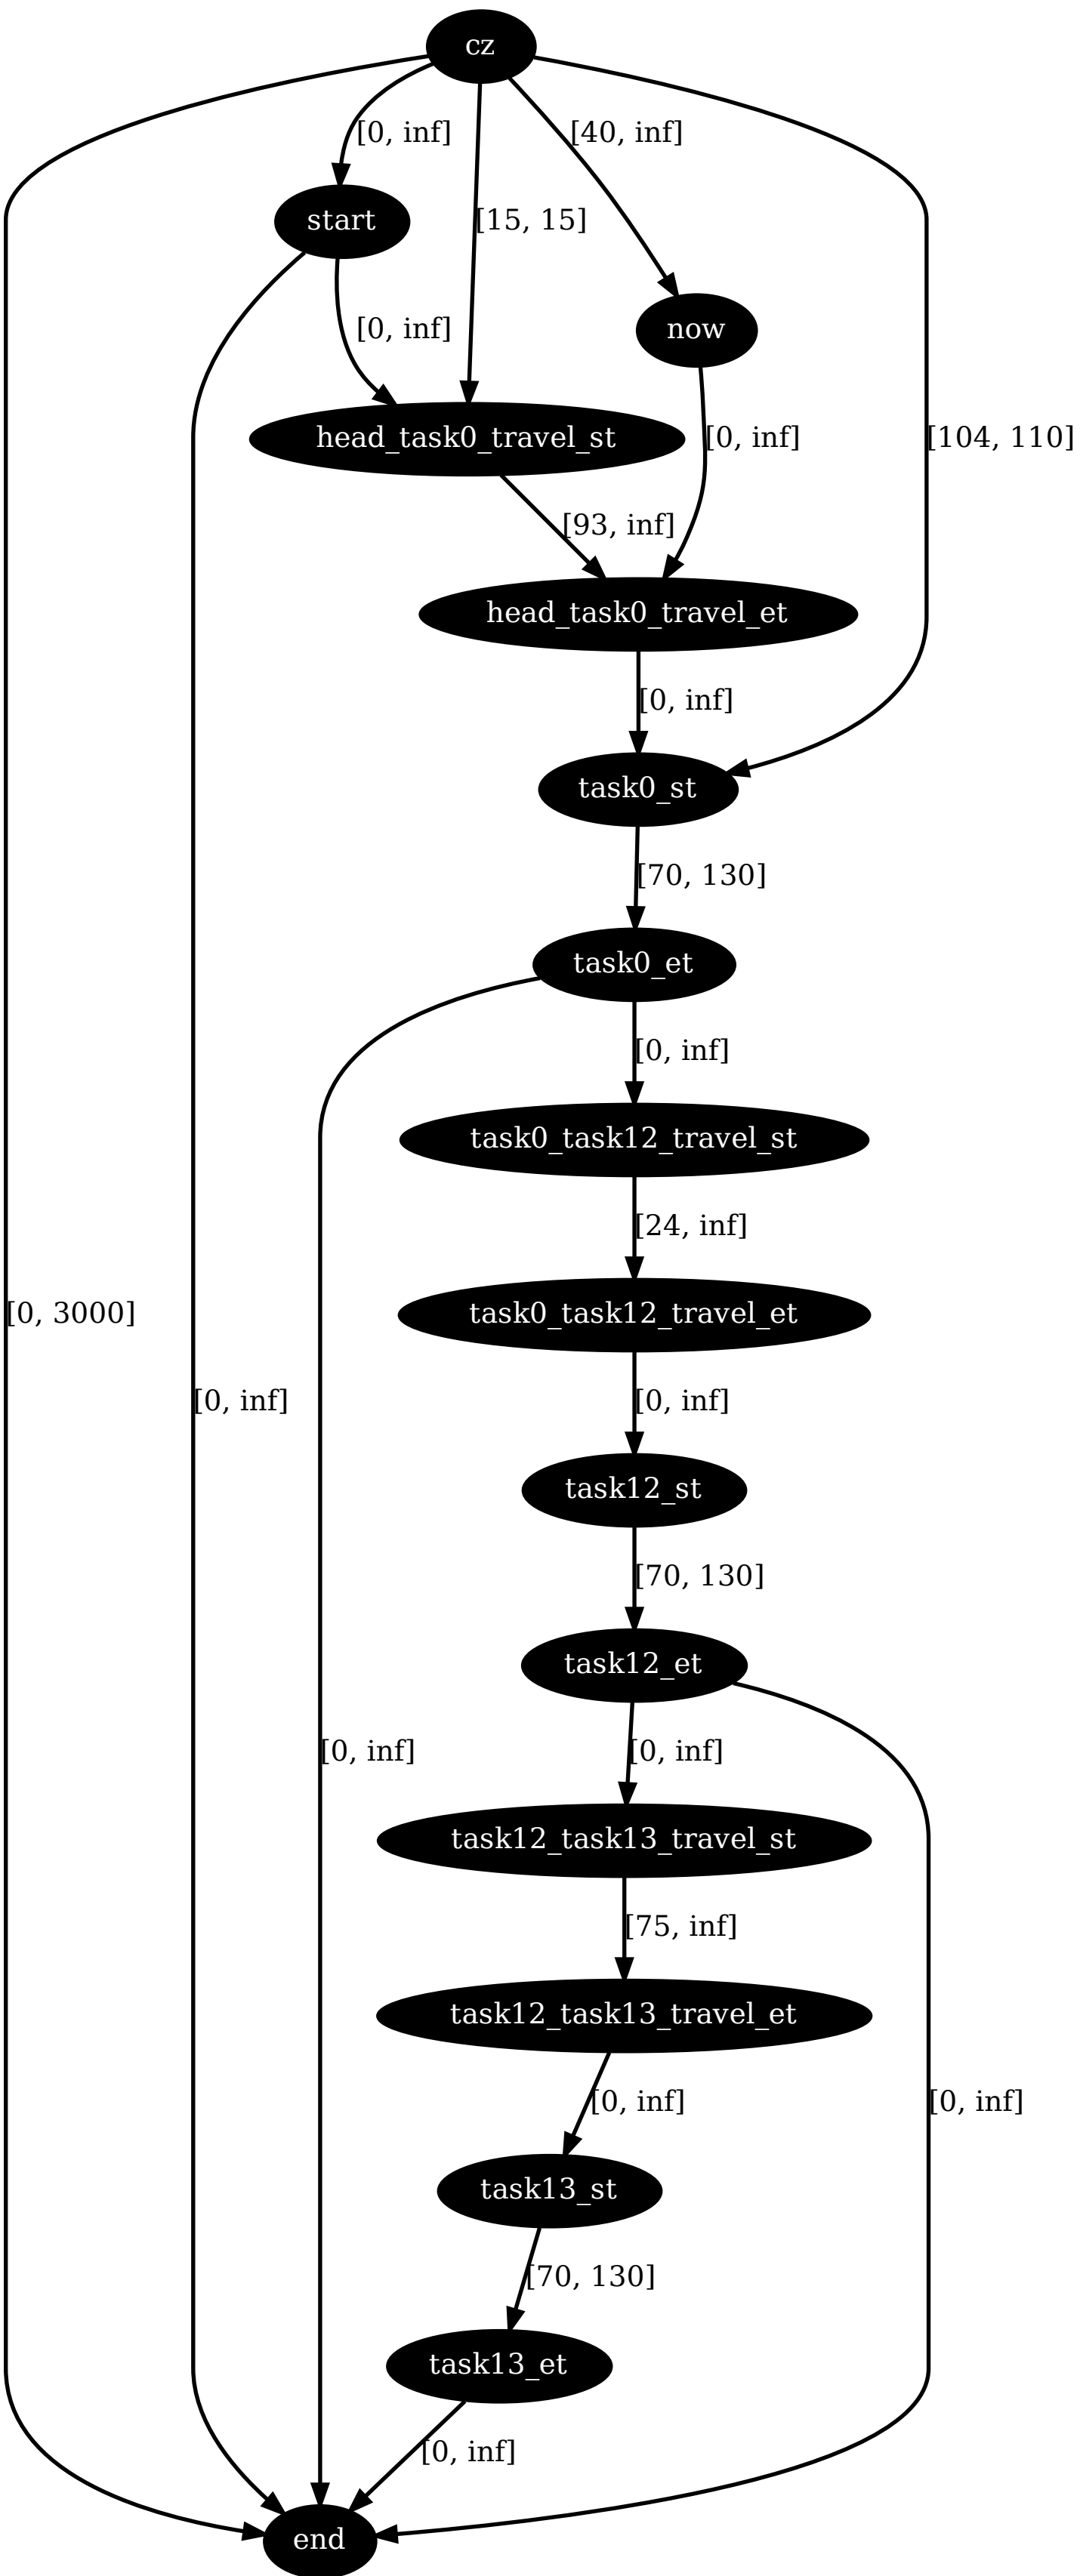 cz
[0, inf]
[40, inf]
start
[15, 15]
[0, inf]
now
head_task0_travel_st
[0, inf]
[104, 110]
[93, inf]
head_task0_travel_et
[0, inf]
task0_st
[70, 130]
task0_et
[0, inf]
task0_task12_travel_st
[24, inf]
task0_task12_travel_et
[0, 3000]
[0, inf]
[0, inf]
task12_st
[70, 130]
task12_et
[0, inf]
[0, inf]
task12_task13_travel_st
[75, inf]
task12_task13_travel_et
[0, inf]
[0, inf]
task13_st
[70, 130]
task13_et
[0, inf]
end